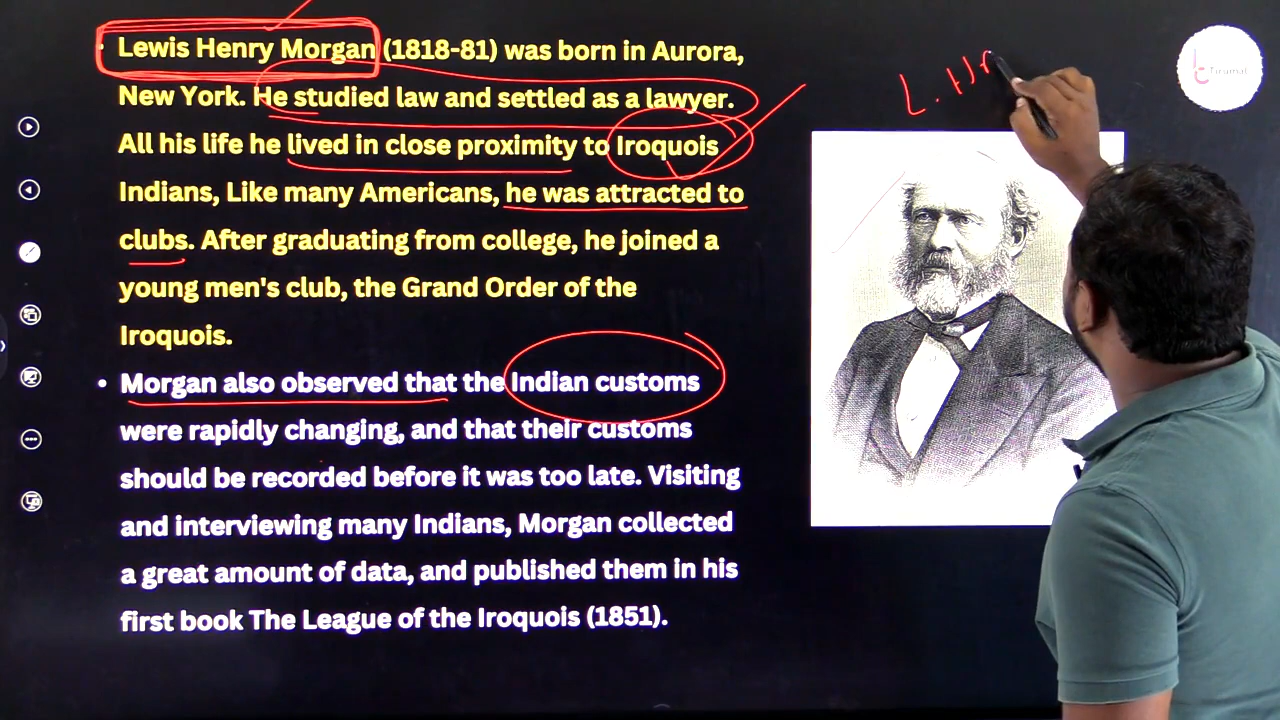 • Lewis Henry Morgan (1818-81) was born in Aurora,
New York. He studied law and settled as a lawyer.
All his life he lived in close proximity to Iroquois
Indians, Like many Americans, he was attracted to
clubs. After graduating from college, he joined a
young men's club, the Grand Order of the
Iroquois.
• Morgan also observed that the Indian customs
were rapidly changing, and that their customs
should be recorded before it was too late. Visiting
and interviewing many Indians, Morgan collected
a great amount of data, and published them in his
first book The League of the Iroquois (1851).
Tirumal